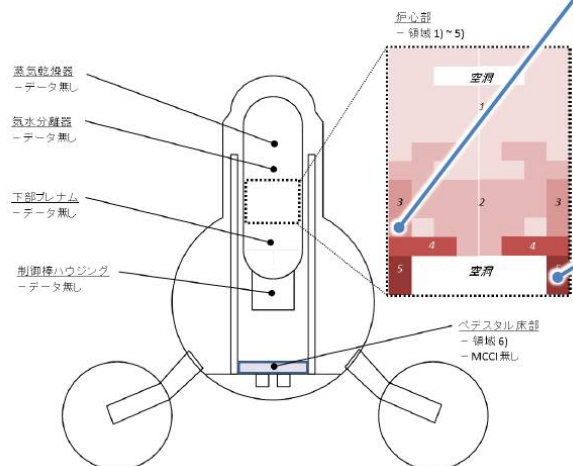 炉心部
− 領域 1) ~ 5)
蒸気乾燥器
−データ無し
気水分離器
−データ無し
下部プレナム
−データ無し
制御棒ハウジング
−データ無し
空洞
1
3
2
3
4
4
5
空洞
ペデスタル床部
− 領域 6)
− MCCI 無し